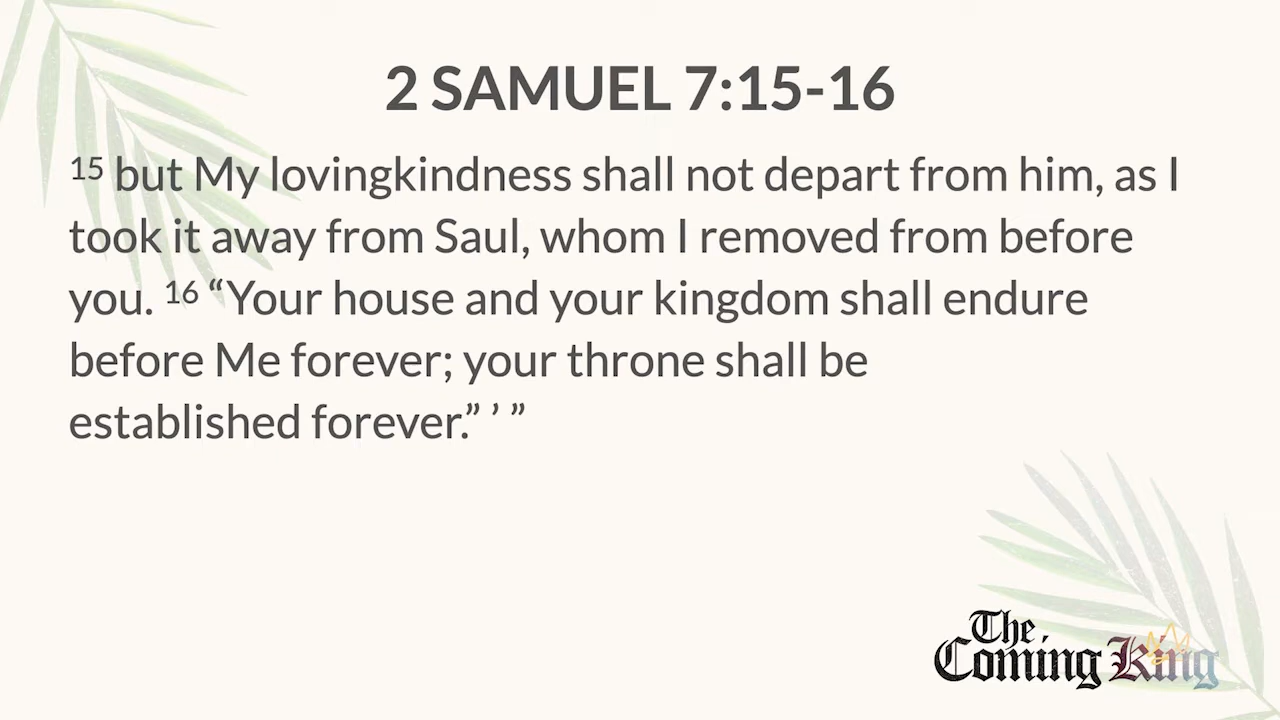 2 SAMUEL 7:15-16
15 but My lovingkindness shall not depart from him, as I
took it away from Saul, whom I removed from before
you. 16 “Your house and your kingdom shall endure
before Me forever; your throne shall be
established forever.” ’ ”
The
Coming King